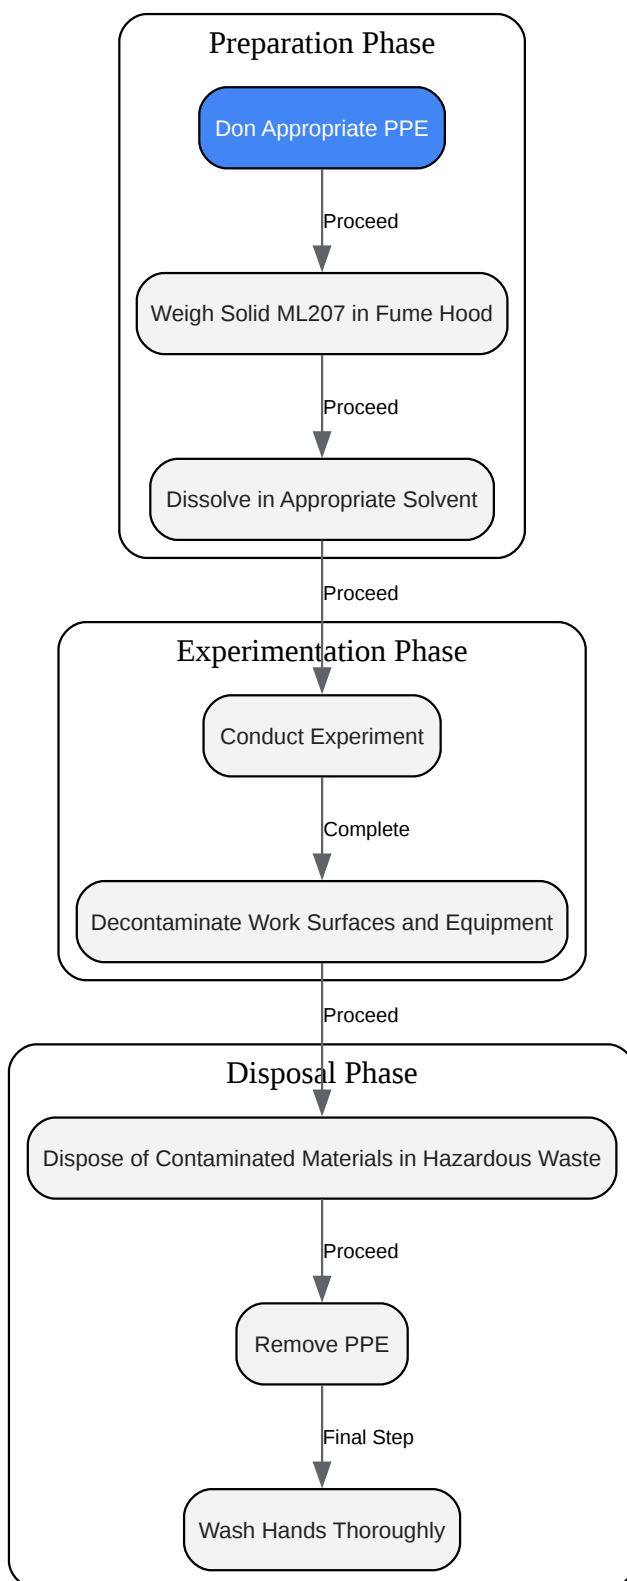 Preparation Phase
Don Appropriate PPE
Proceed
Weigh Solid ML207 in Fume Hood
Proceed
Dissolve in Appropriate Solvent
Proceed
Experimentation Phase
Conduct Experiment
Complete
Decontaminate Work Surfaces and Equipment
Proceed
Disposal Phase
Dispose of Contaminated Materials in Hazardous Waste
Proceed
Remove PPE
Final Step
Wash Hands Thoroughly